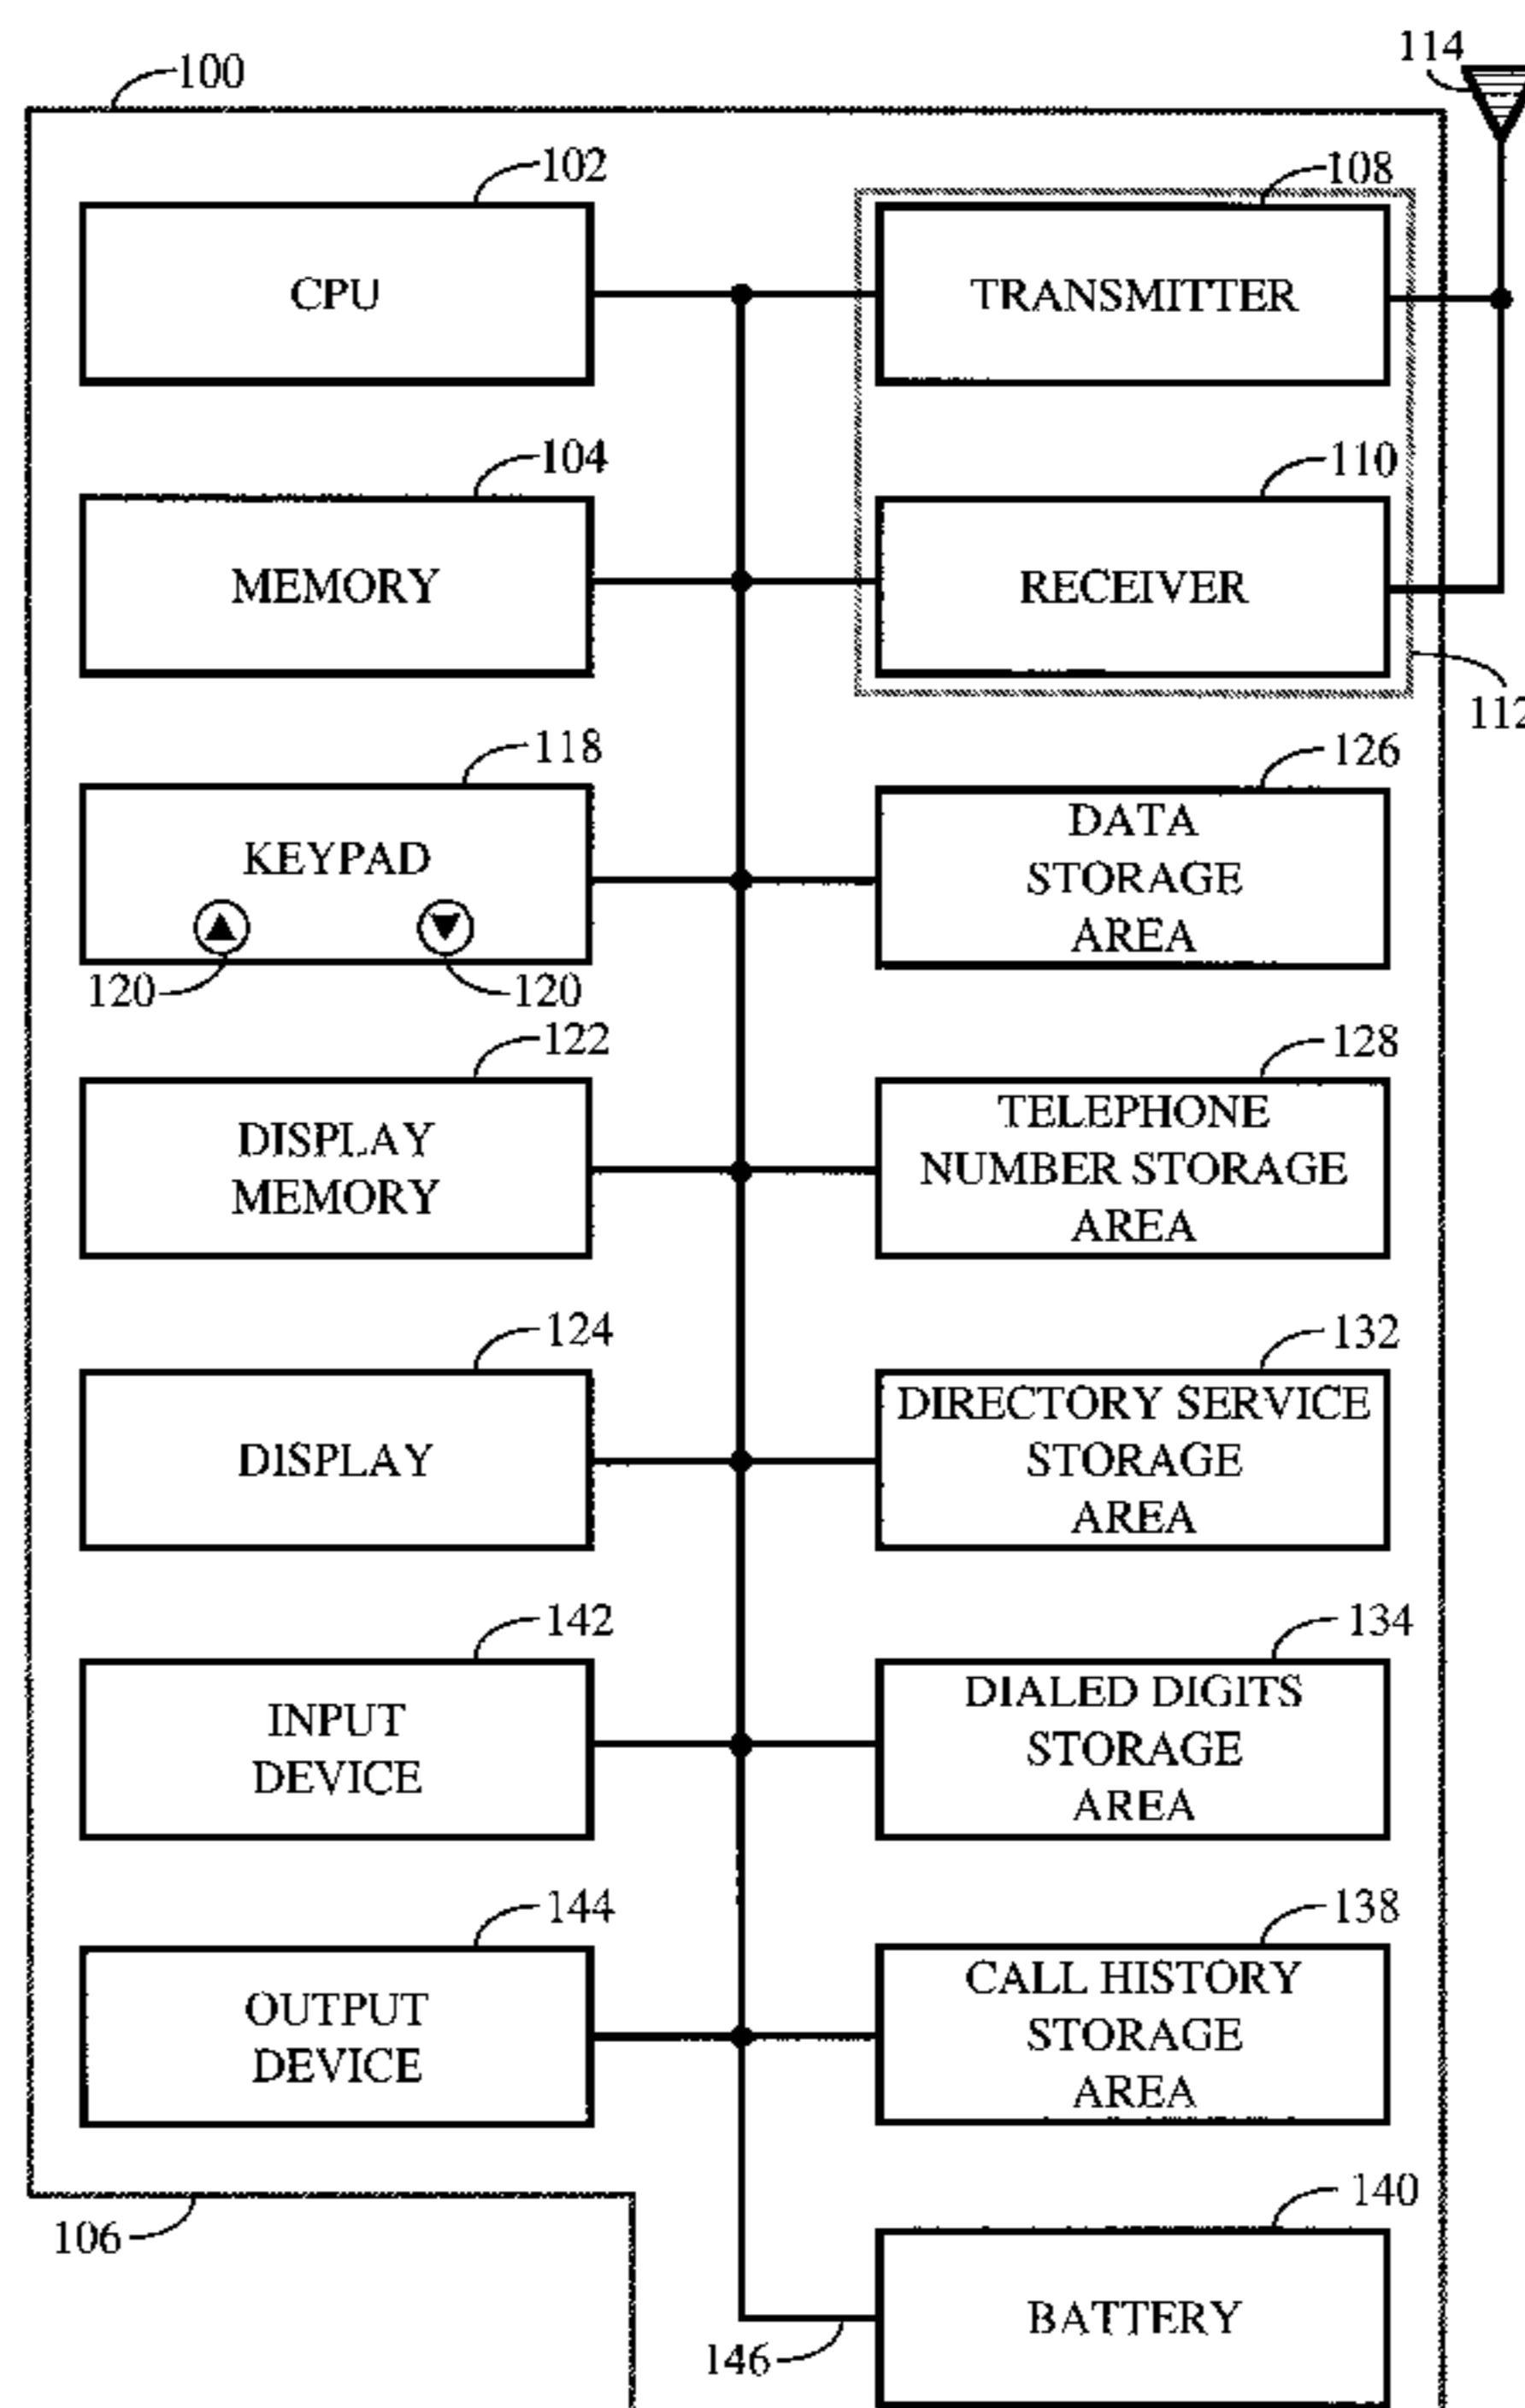 114
100
102
108
CPU
TRANSMITTER
104
110
MEMORY
RECEIVER
112
118
126
KEYPAD
DATA
STORAGE
AREA
120
120
122
128
DISPLAY
MEMORY
TELEPHONE
NUMBER STORAGE
AREA
124
132
DISPLAY
DIRECTORY SERVICE
STORAGE
AREA
142
134
INPUT
DEVICE
DIALED DIGITS
STORAGE
AREA
144
138
OUTPUT
DEVICE
CALL HISTORY
STORAGE
AREA
106
140
BATTERY
146